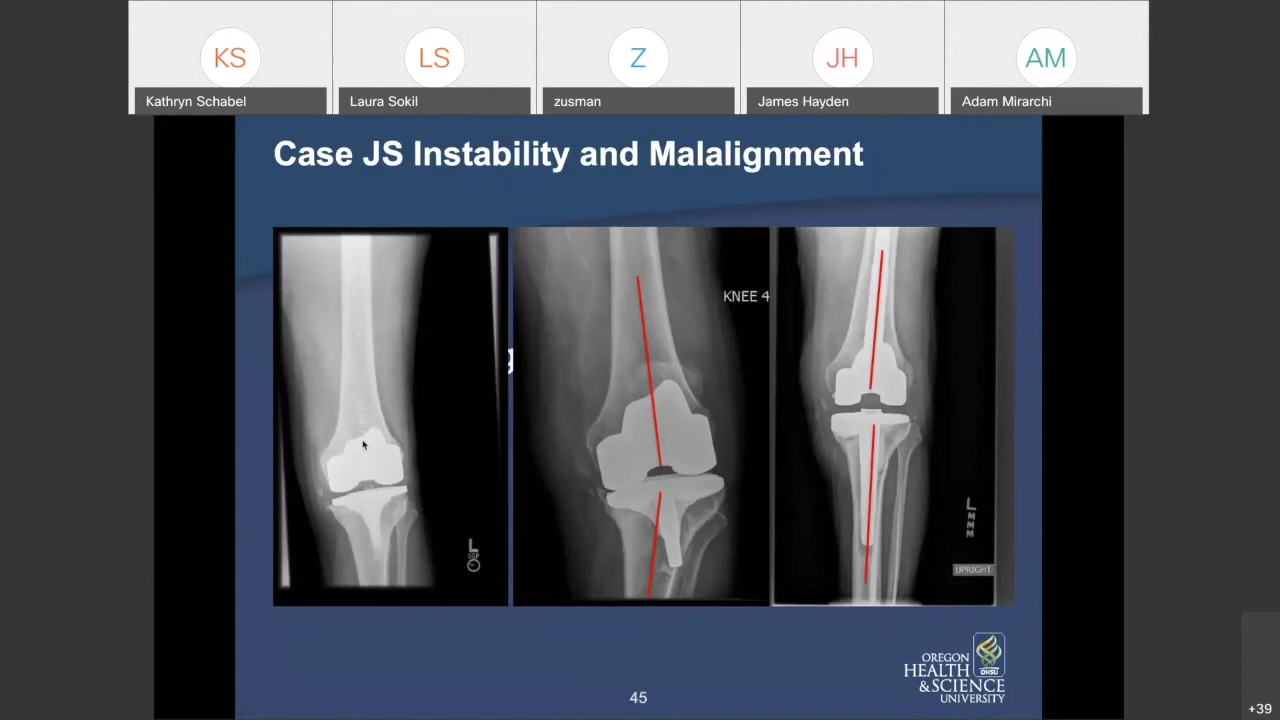 KS
LS
Z
JH
AM
Kathryn Schabel
Laura Sokil
zusman
James Hayden
Adam Mirarchi
Case JS Instability and Malalignment
KNEE 4
g
L
L
M
M
M
UPRIGHT
OREGON
HEALTH
OHSU
& SCIENCE
UNIVERSITY
45
+39